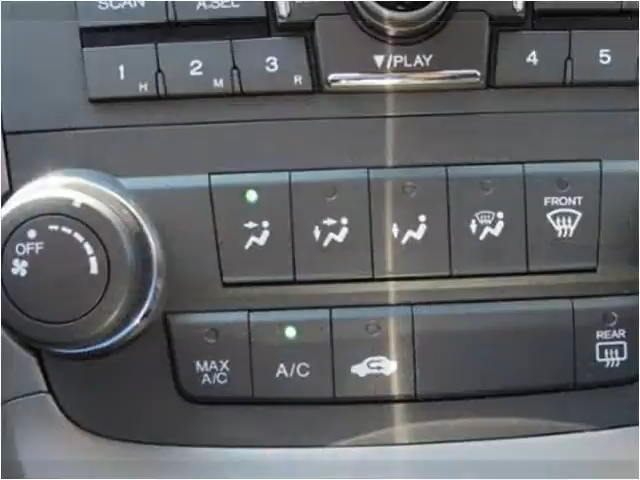 SCAN A.SEL
1 H 2 M 3 R ▼/PLAY 4 5
OFF
FRONT
MAX A/C
A/C
REAR